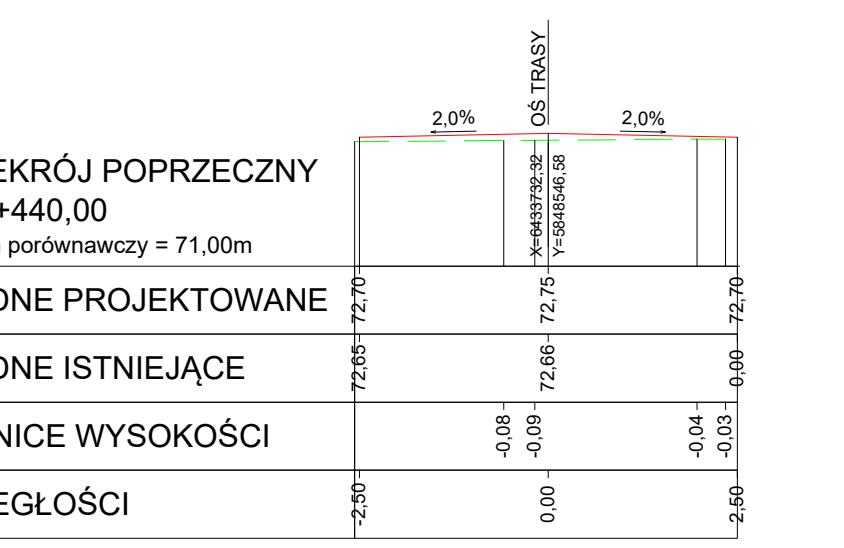 OŚ TRASY
2,0%
2,0%
X=6433732,32
Y=5848546,58
EKRÓJ POPRZECZNY
+440,00
porównawczy = 71,00m
ONE PROJEKTOWANE
72,70
72,75
72,70
ONE ISTNIEJĄCE
72,65
72,66
0,00
NICE WYSOKOŚCI
-0,08
-0,09
-0,04
-0,03
EGŁOŚCI
-2,50
0,00
2,50